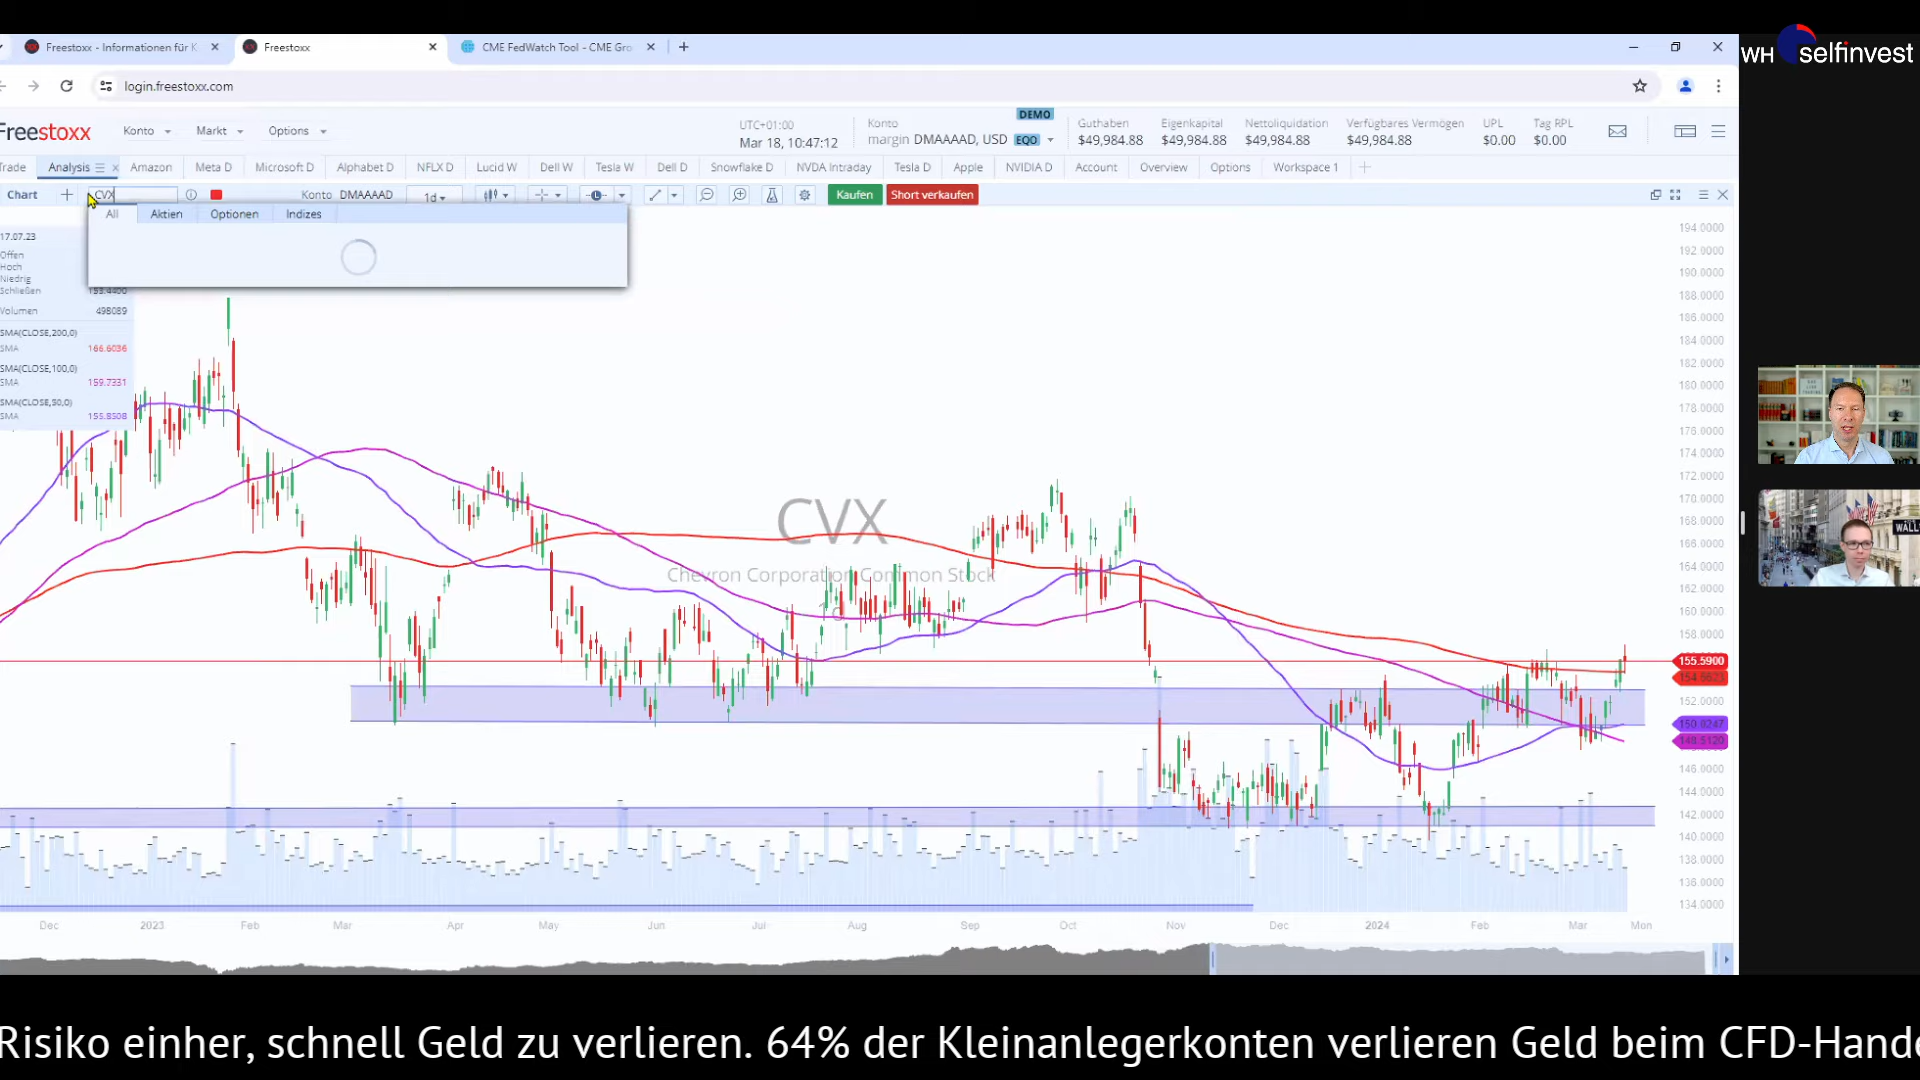 Freestoxx - Informationen für K
Freestoxx
CME FedWatch Tool - CME Gro
WH selfinvest
login.freestoxx.com
Freestoxx
Konto
Markt
Options
UTC+01:00
Mar 18, 10:47:12
Konto
margin DMAAAAD, USD
DEMO
EQO
Guthaben
$49,984.88
Eigenkapital
$49,984.88
Nettoliquidation
$49,984.88
Verfügbares Vermögen
$49,984.88
UPL
$0.00
Tag RPL
$0.00
Trade
Analysis
Amazon
Meta D
Microsoft D
Alphabet D
NFLX D
Lucid W
Dell W
Tesla W
Dell D
Snowflake D
NVDA Intraday
Tesla D
Apple
NVIDIA D
Account
Overview
Options
Workspace 1
Chart
CVX
Konto DMAAAAD
1d
Kaufen
Short verkaufen
All
Aktien
Optionen
Indizes
17.07.23
Offen
Hoch
Niedrig
Schließen
Volumen 498089
SMA(CLOSE,200,0)
SMA 166.6036
SMA(CLOSE,100,0)
SMA 159.7331
SMA(CLOSE,50,0)
SMA 155.8508
CVX
Chevron Corporation Common Stock
194.0000
192.0000
190.0000
188.0000
186.0000
184.0000
182.0000
180.0000
178.0000
176.0000
174.0000
172.0000
170.0000
168.0000
166.0000
164.0000
162.0000
160.0000
158.0000
155.5900
152.0000
150.0247
148.5120
146.0000
144.0000
142.0000
140.0000
138.0000
136.0000
134.0000
Dec
2023
Feb
Mar
Apr
May
Jun
Jul
Aug
Sep
Oct
Nov
Dec
2024
Feb
Mar
Mon
WALL
Risiko einher, schnell Geld zu verlieren. 64% der Kleinanlegerkonten verlieren Geld beim CFD-Hande